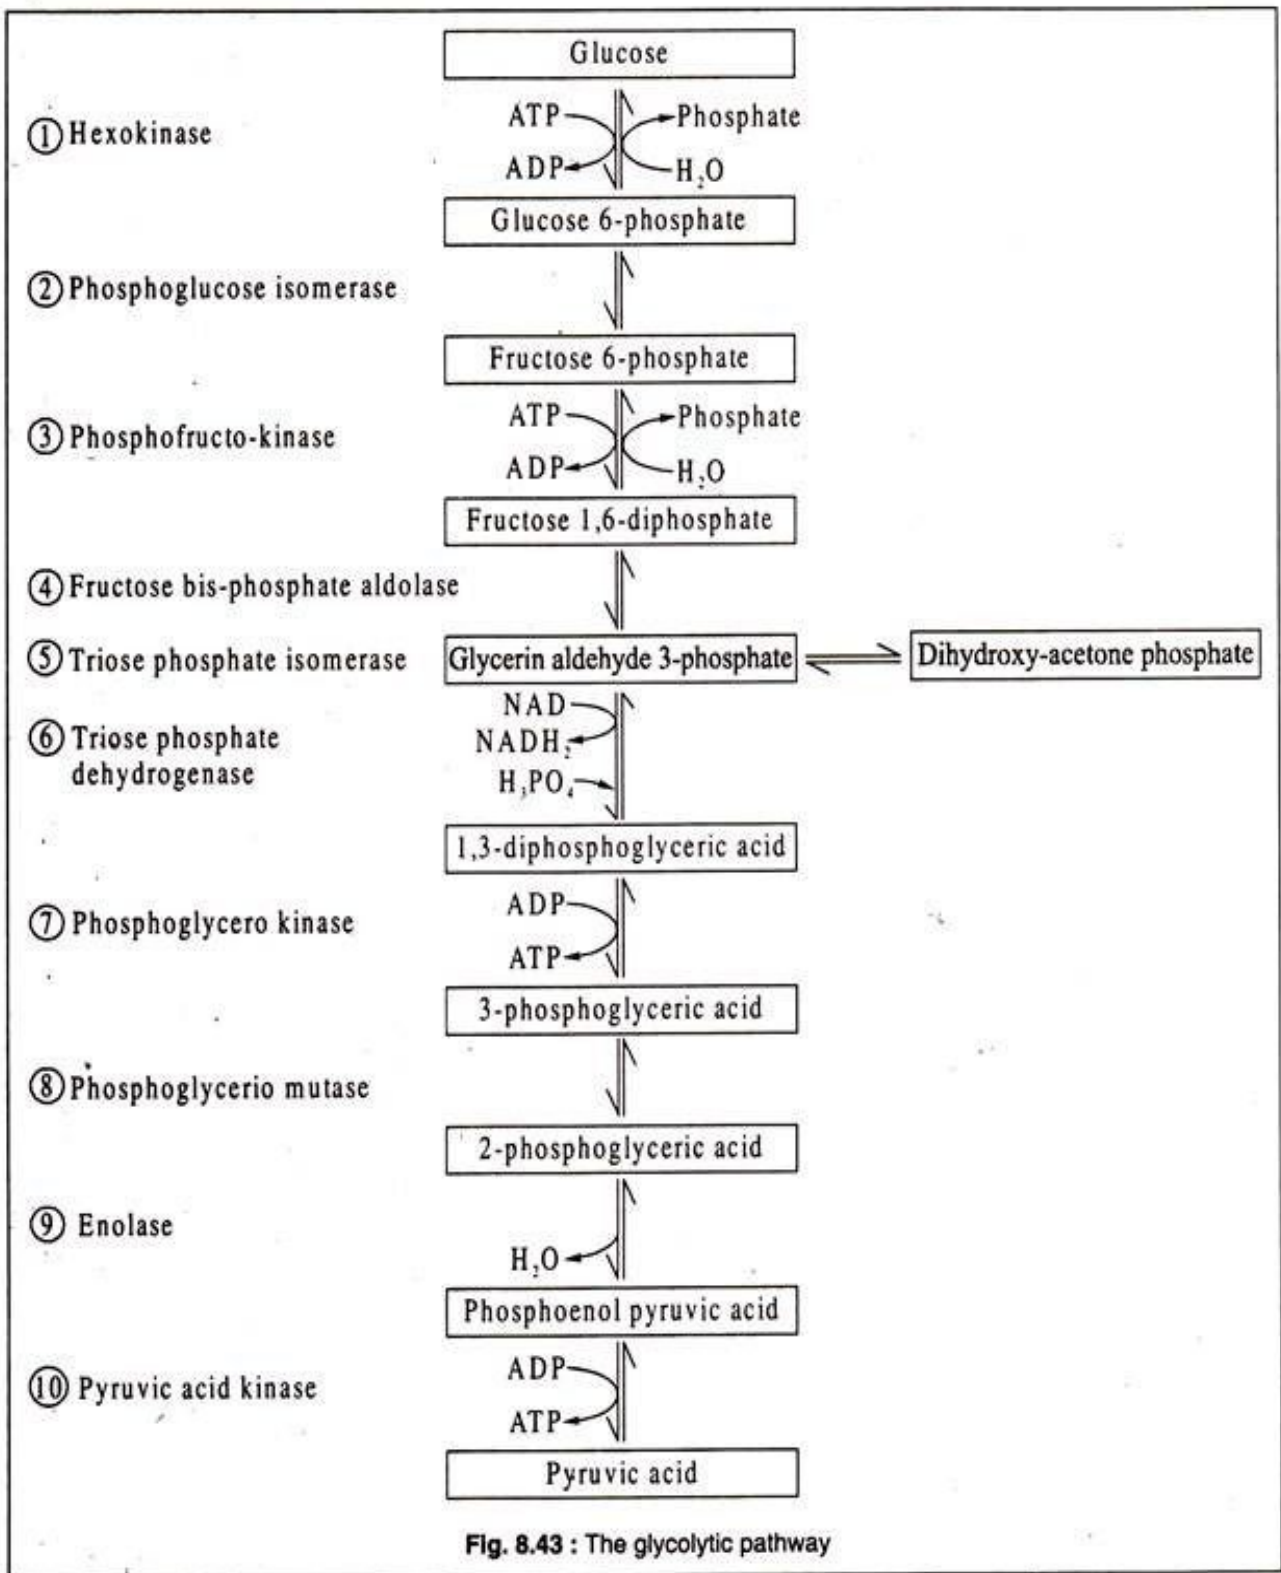 Glucose
① Hexokinase
ATP
Phosphate
ADP
H₂O
Glucose 6-phosphate
② Phosphoglucose isomerase
Fructose 6-phosphate
③ Phosphofructo-kinase
ATP
Phosphate
ADP
H₂O
Fructose 1,6-diphosphate
④ Fructose bis-phosphate aldolase
⑤ Triose phosphate isomerase
Glycerin aldehyde 3-phosphate
Dihydroxy-acetone phosphate
⑥ Triose phosphate
dehydrogenase
NAD
NADH₂
H₃PO₄
1,3-diphosphoglyceric acid
⑦ Phosphoglycero kinase
ADP
ATP
3-phosphoglyceric acid
⑧ Phosphoglycerio mutase
2-phosphoglyceric acid
⑨ Enolase
H₂O
Phosphoenol pyruvic acid
⑩ Pyruvic acid kinase
ADP
ATP
Pyruvic acid
Fig. 8.43 : The glycolytic pathway